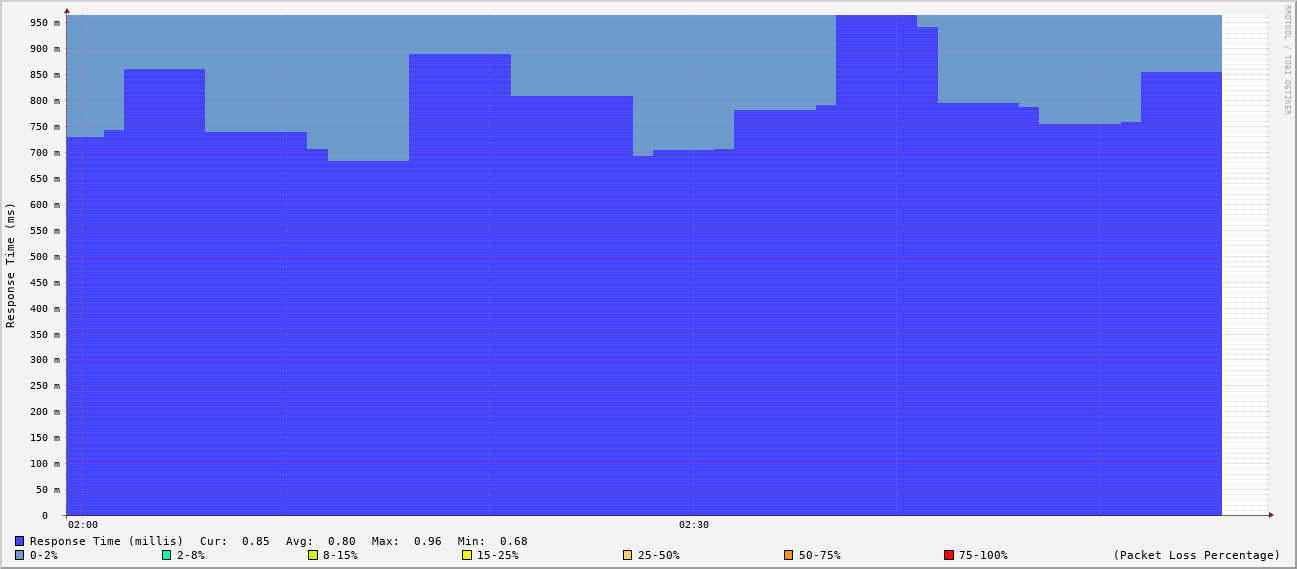 950 m
900 m
850 m
800 m
750 m
700 m
650 m
600 m
550 m
500 m
450 m
400 m
350 m
300 m
250 m
200 m
150 m
100 m
50 m
0
Response Time (ms)
02:00 02:30
RRDTOOL / TOBI OETIKER
Response Time (millis) Cur: 0.85 Avg: 0.80 Max: 0.96 Min: 0.68
0-2% 2-8% 8-15% 15-25% 25-50% 50-75% 75-100% (Packet Loss Percentage)